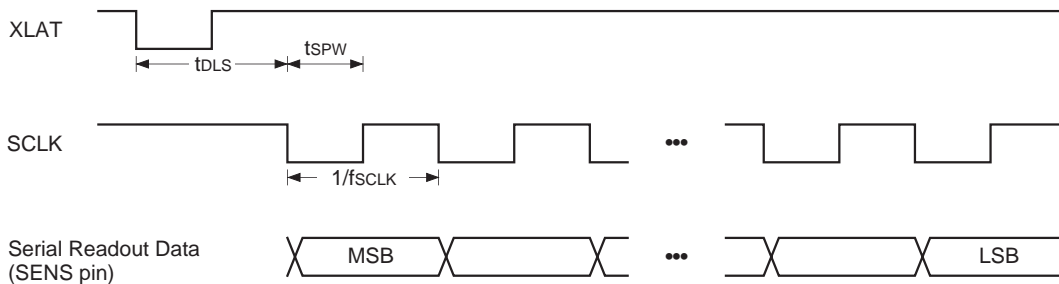 XLAT
tSPW
tDLS
SCLK
•••
1/fSCLK
Serial Readout Data
(SENS pin)
MSB
•••
LSB